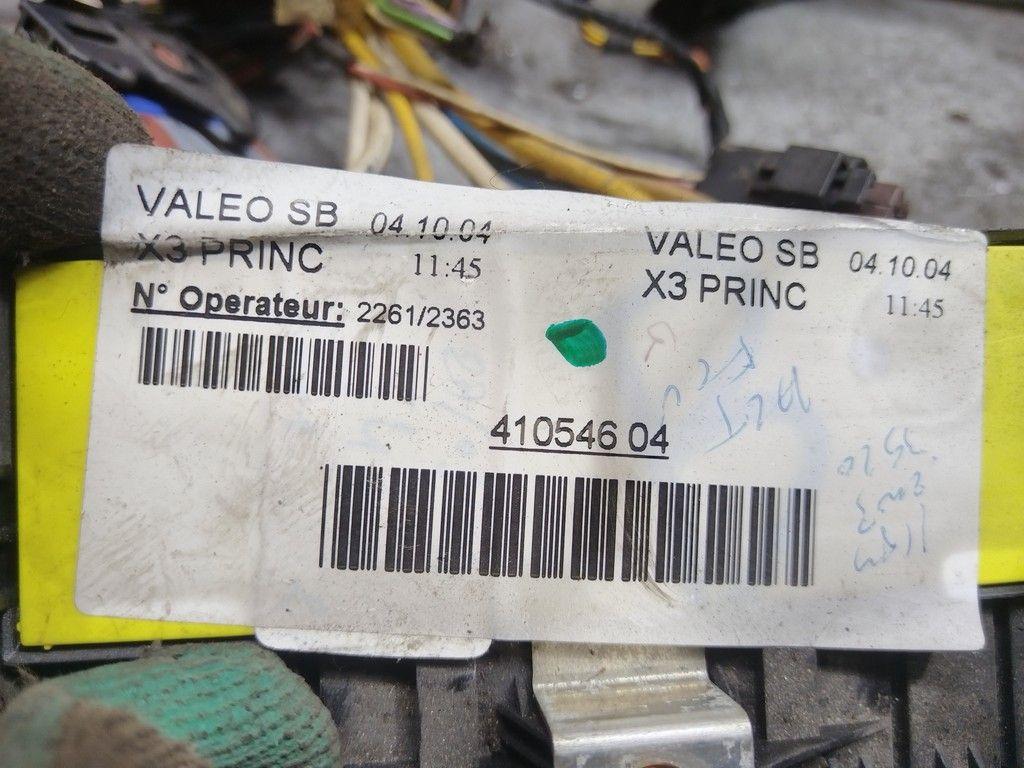 VALEO SB 04.10.04
X3 PRINC 11:45
N° Operateur: 2261/2363
VALEO SB 04.10.04
X3 PRINC 11:45
410546 04